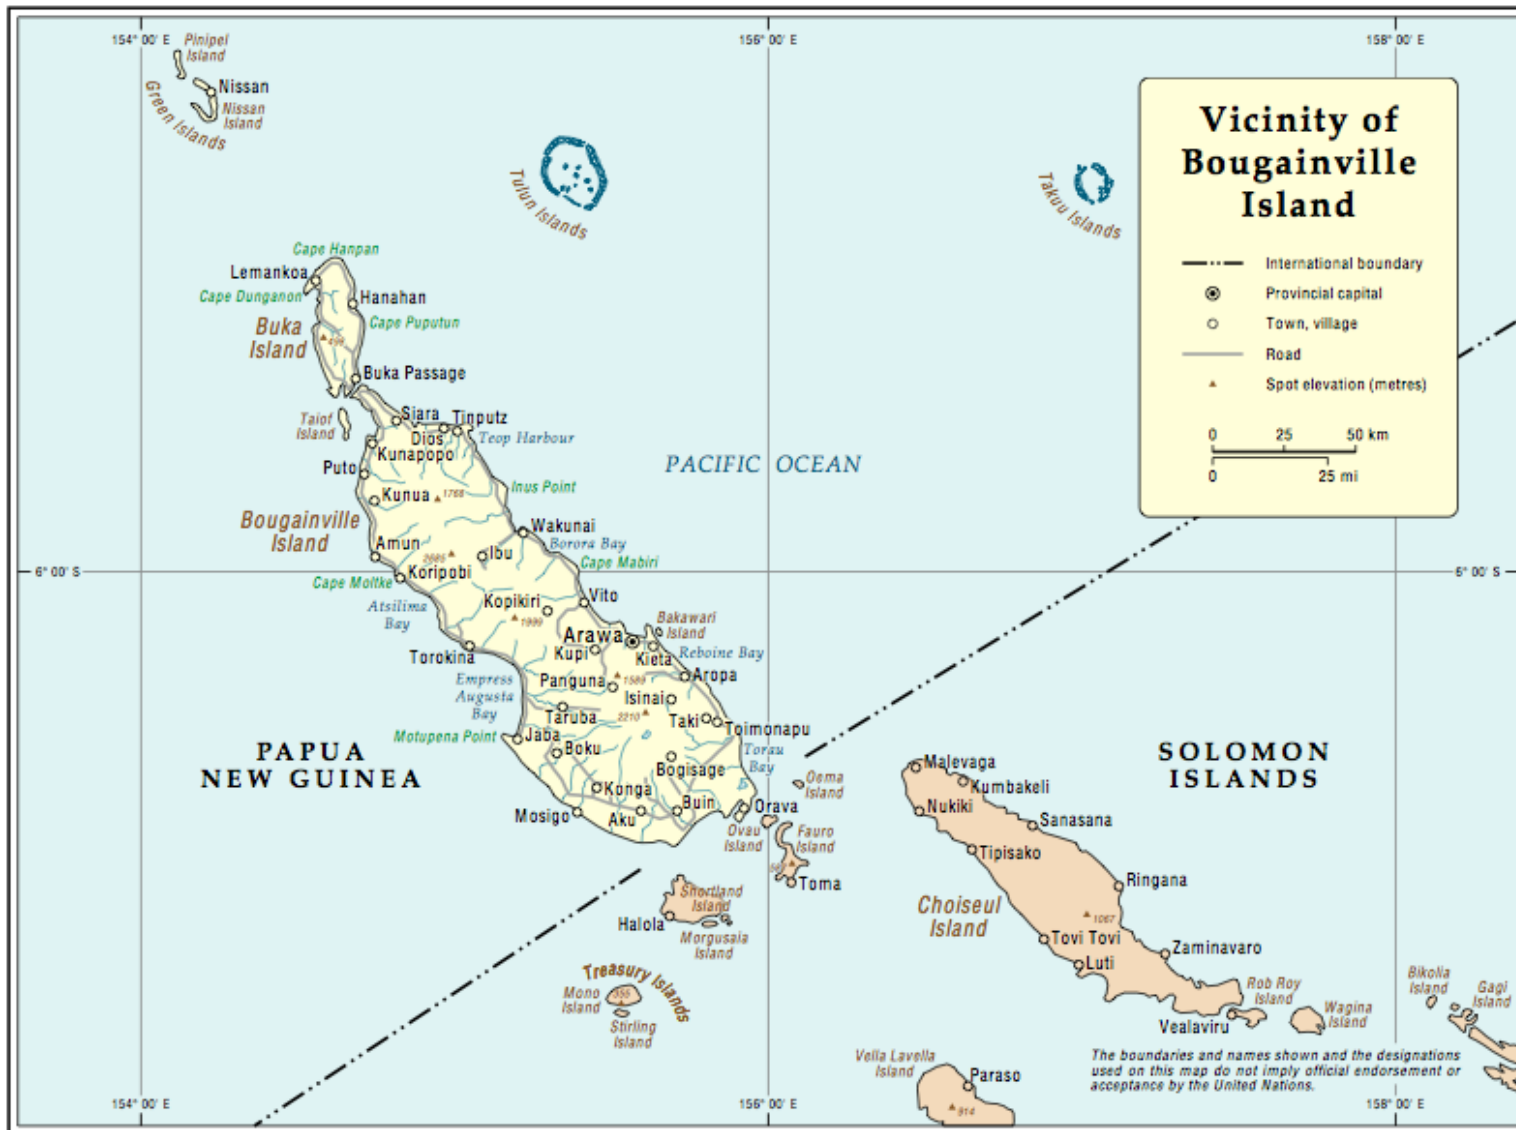 154° 00' E
156° 00' E
158° 00' E
Pinipel
Island
Nissan
Nissan
Island
Green Islands
Vicinity of
Bougainville
Island
International boundary
Provincial capital
Town, village
Road
Spot elevation (metres)
0 25 50 km
0 25 mi
Tulun Islands
Takuu Islands
Cape Hanpan
Lemankoa
Cape Dunganon
Hanahan
Cape Puputun
Buka
Island
498
Buka Passage
Taiof
Island
Siara
Tinputz
Dios
Teop Harbour
Kunapopo
Puto
PACIFIC OCEAN
Kunua
1768
Inus Point
Bougainville
Island
Wakunai
Borora Bay
Amun
2685
Ibu
Cape Mabiri
6° 00' S
6° 00' S
Koripobi
Cape Moltke
Atsilima
Bay
Kopikiri
Vito
1999
Bakawari
Island
Arawa
Torokina
Kupi
Kieta
Reboine Bay
Empress
Augusta
Bay
Panguna
1589
Aropa
Isinai
Taruba
2210
Taki
Toimonapu
Motupena Point
Jaba
Boku
Torau
Bay
PAPUA
NEW GUINEA
SOLOMON
ISLANDS
Bogisage
Oema
Island
Malevaga
Kumbakeli
Konga
Mosigo
Aku
Buin
Orava
Nukiki
Ovau
Island
Fauro
Island
Sanasana
Tipisako
Toma
Ringana
Shortland
Island
Choiseul
Island
1067
Halola
Morgusaia
Island
Tovi Tovi
Zaminavaro
Luti
Treasury Islands
Mono
Island
355
Stirling
Island
Rob Roy
Island
Vealaviru
Wagina
Island
Bikolia
Island
Gagi
Island
Vella Lavella
Island
Paraso
914
The boundaries and names shown and the designations
used on this map do not imply official endorsement or
acceptance by the United Nations.
154° 00' E
156° 00' E
158° 00' E